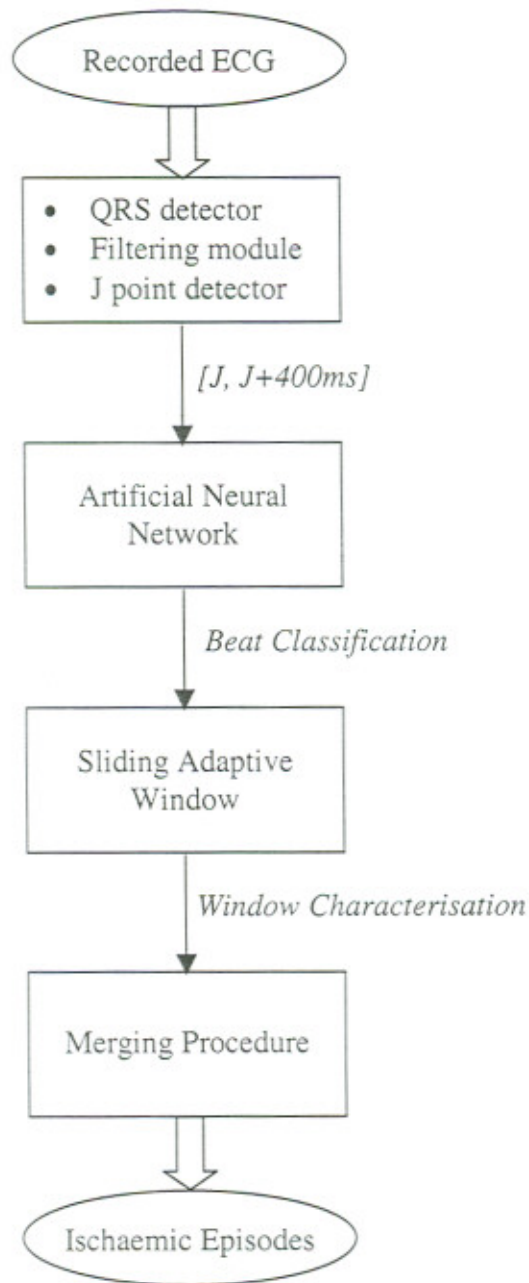 Recorded ECG
• QRS detector
• Filtering module
• J point detector
[J, J+400ms]
Artificial Neural
Network
Beat Classification
Sliding Adaptive
Window
Window Characterisation
Merging Procedure
Ischaemic Episodes